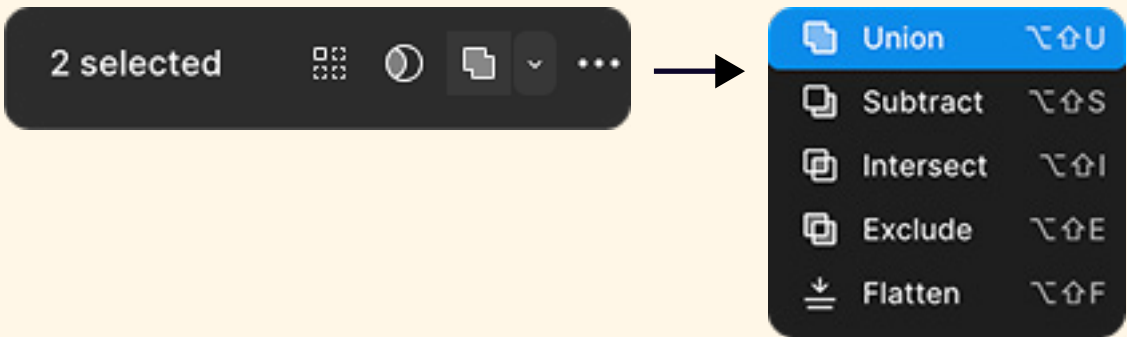 2 selected
Union ⌥⇧U
Subtract ⌥⇧S
Intersect ⌥⇧I
Exclude ⌥⇧E
Flatten ⌥⇧F